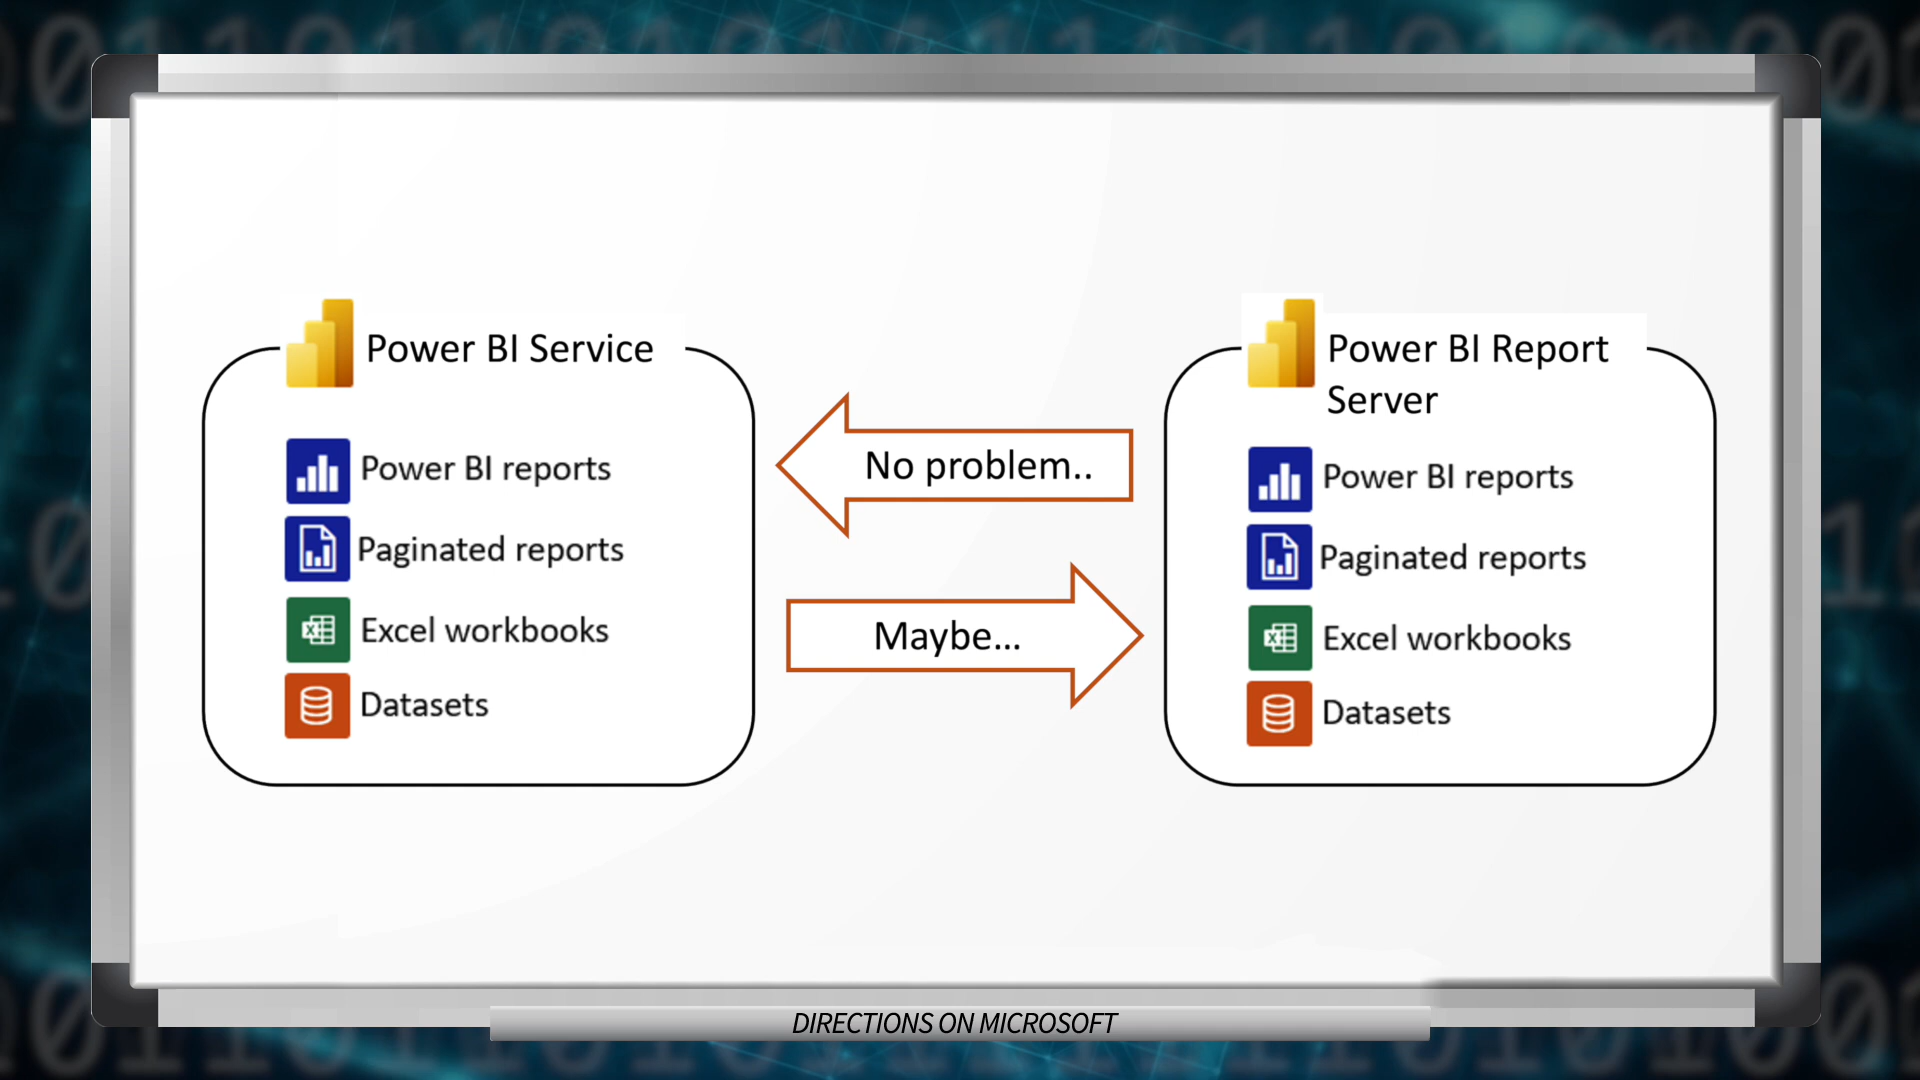 Power BI Service
Power BI reports
Paginated reports
Excel workbooks
Datasets
No problem..
Maybe...
Power BI Report
Server
Power BI reports
Paginated reports
Excel workbooks
Datasets
DIRECTIONS ON MICROSOFT